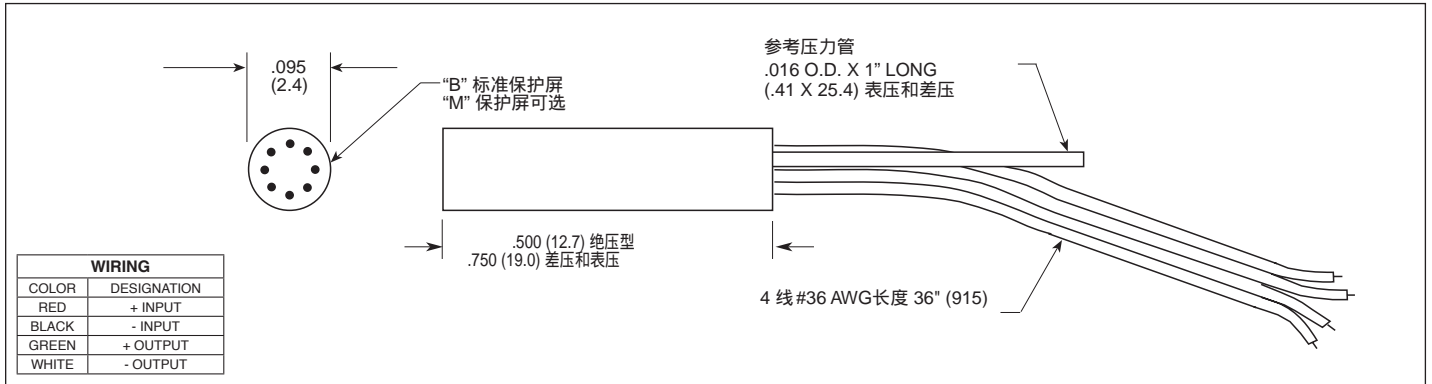 .095
(2.4)
“B” 标准保护屏
“M” 保护屏可选
参考压力管
.016 O.D. X 1” LONG
(.41 X 25.4) 表压和差压
.500 (12.7) 绝压型
.750 (19.0) 差压和表压
4 线 #36 AWG长度 36" (915)
WIRING
COLOR DESIGNATION
RED + INPUT
BLACK - INPUT
GREEN + OUTPUT
WHITE - OUTPUT